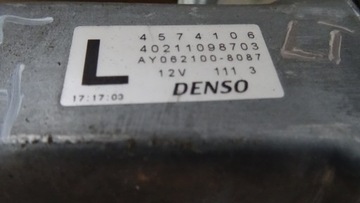 L
4574106
40211098703
AY062100-8087
12V 111 3
17:17:03 DENSO